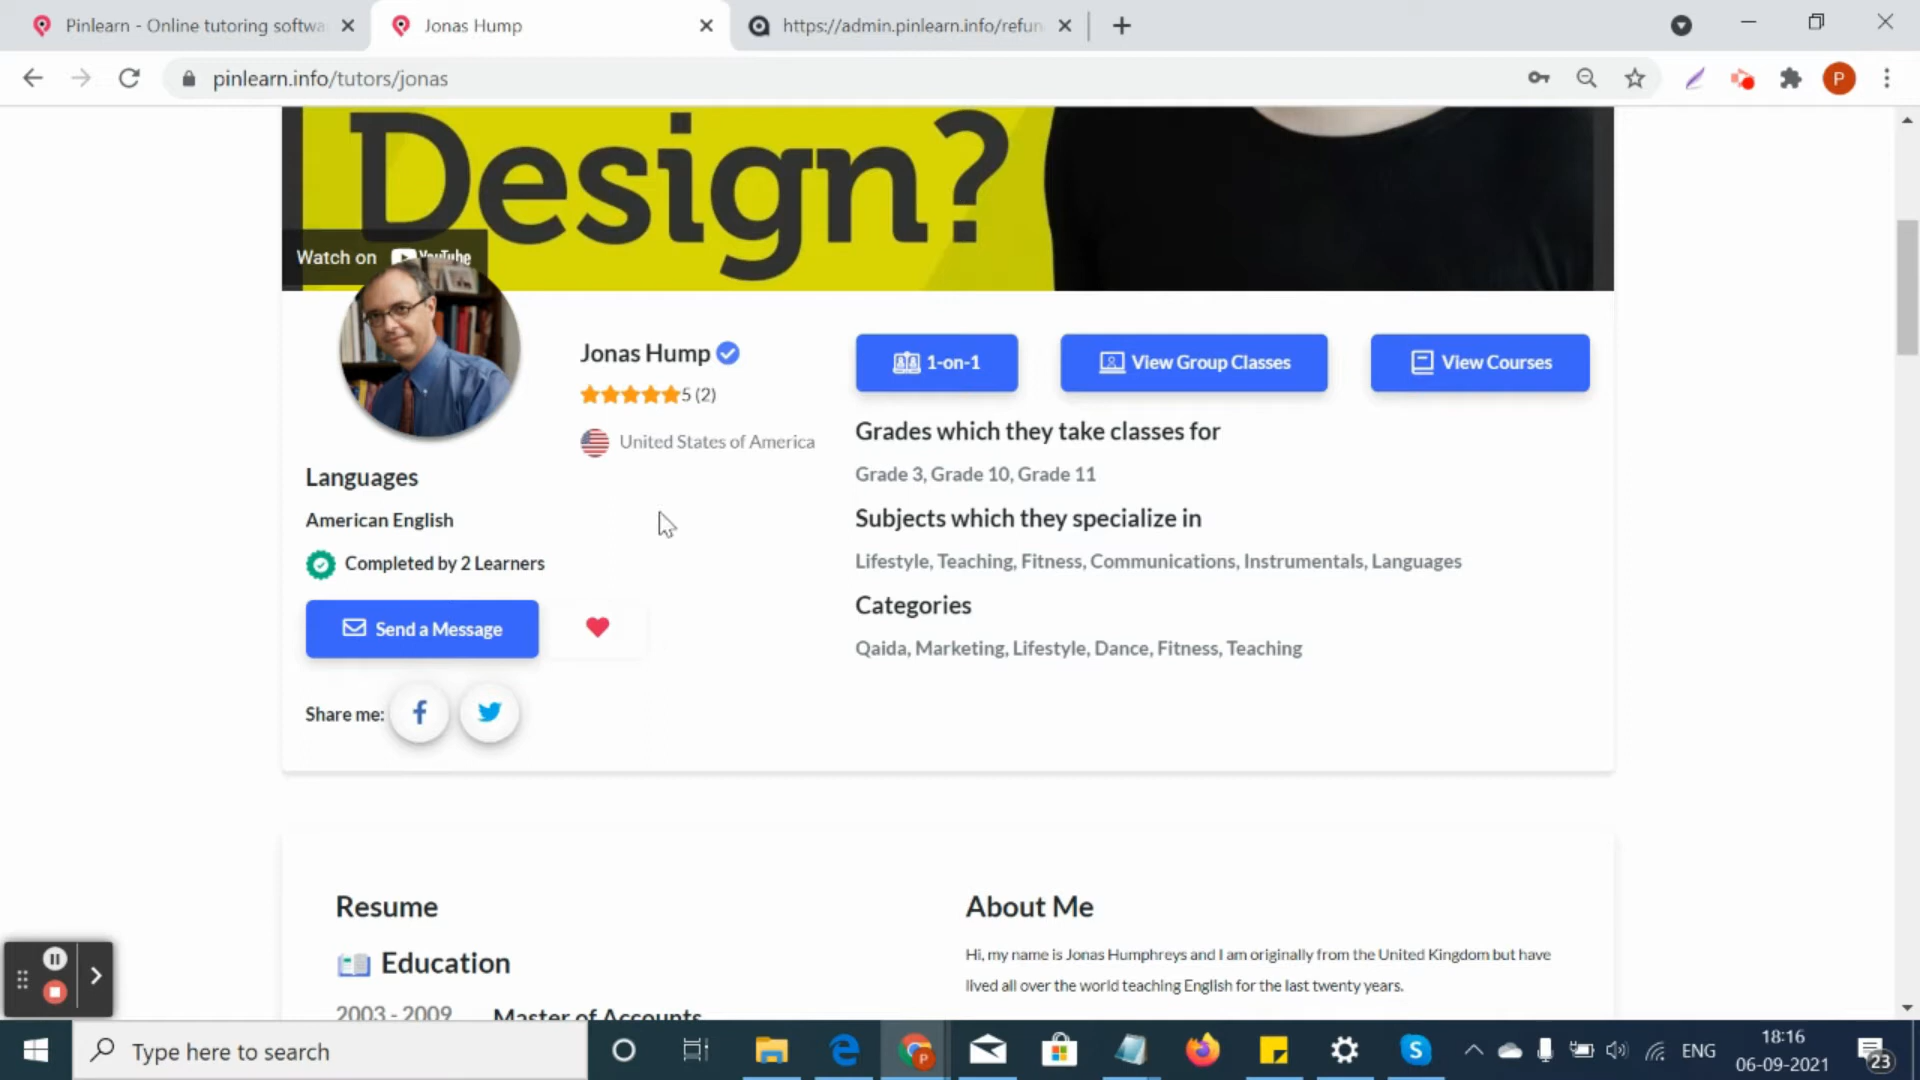 Pinlearn - Online tutoring softwa
Jonas Hump
https://admin.pinlearn.info/refun
pinlearn.info/tutors/jonas
P
Design?
Watch on YouTube
Jonas Hump
5 (2)
United States of America
1-on-1
View Group Classes
View Courses
Grades which they take classes for
Grade 3, Grade 10, Grade 11
Languages
American English
Subjects which they specialize in
Lifestyle, Teaching, Fitness, Communications, Instrumentals, Languages
Completed by 2 Learners
Categories
Qaida, Marketing, Lifestyle, Dance, Fitness, Teaching
Send a Message
Share me:
Resume
About Me
Education
Hi, my name is Jonas Humphreys and I am originally from the United Kingdom but have
lived all over the world teaching English for the last twenty years.
2003 - 2009
Master of Accounts
Type here to search
P
S
ENG
18:16
06-09-2021
23